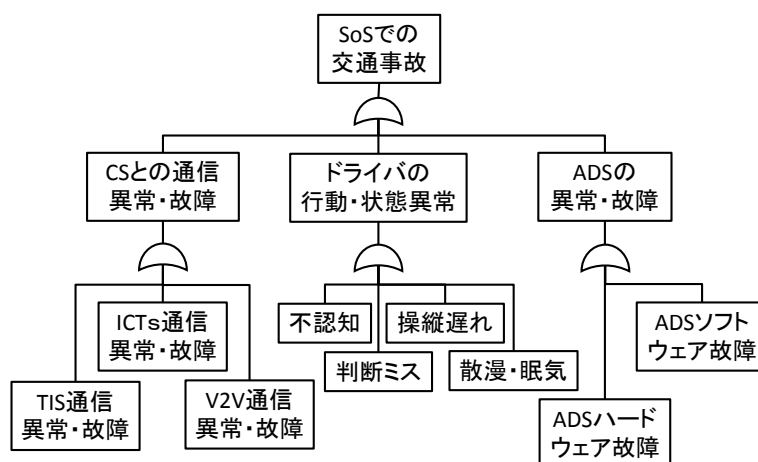 SoSでの
交通事故
CSとの通信
異常・故障
ドライバの
行動・状態異常
ADSの
異常・故障
ICTｓ通信
異常・故障
不認知
操縦遅れ
ADSソフト
ウェア故障
判断ミス
散漫・眠気
TIS通信
異常・故障
V2V通信
異常・故障
ADSハード
ウェア故障